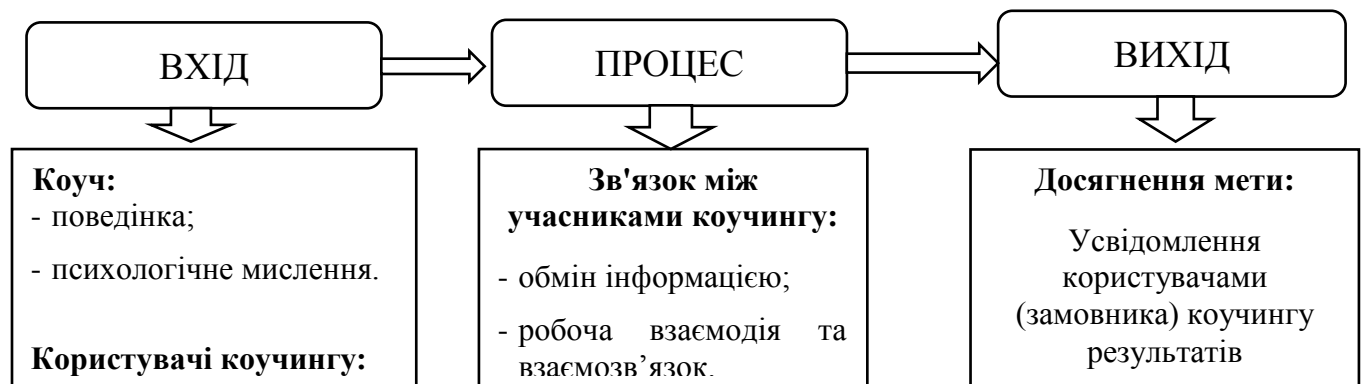 ВХІД
ПРОЦЕС
ВИХІД
Коуч:
- поведінка;
- психологічне мислення.
Користувачі коучингу:
Зв'язок між
учасниками коучингу:
- обмін інформацією;
- робоча взаємодія та
взаємозв’язок.
Досягнення мети:
Усвідомлення
користувачами
(замовника) коучингу
результатів